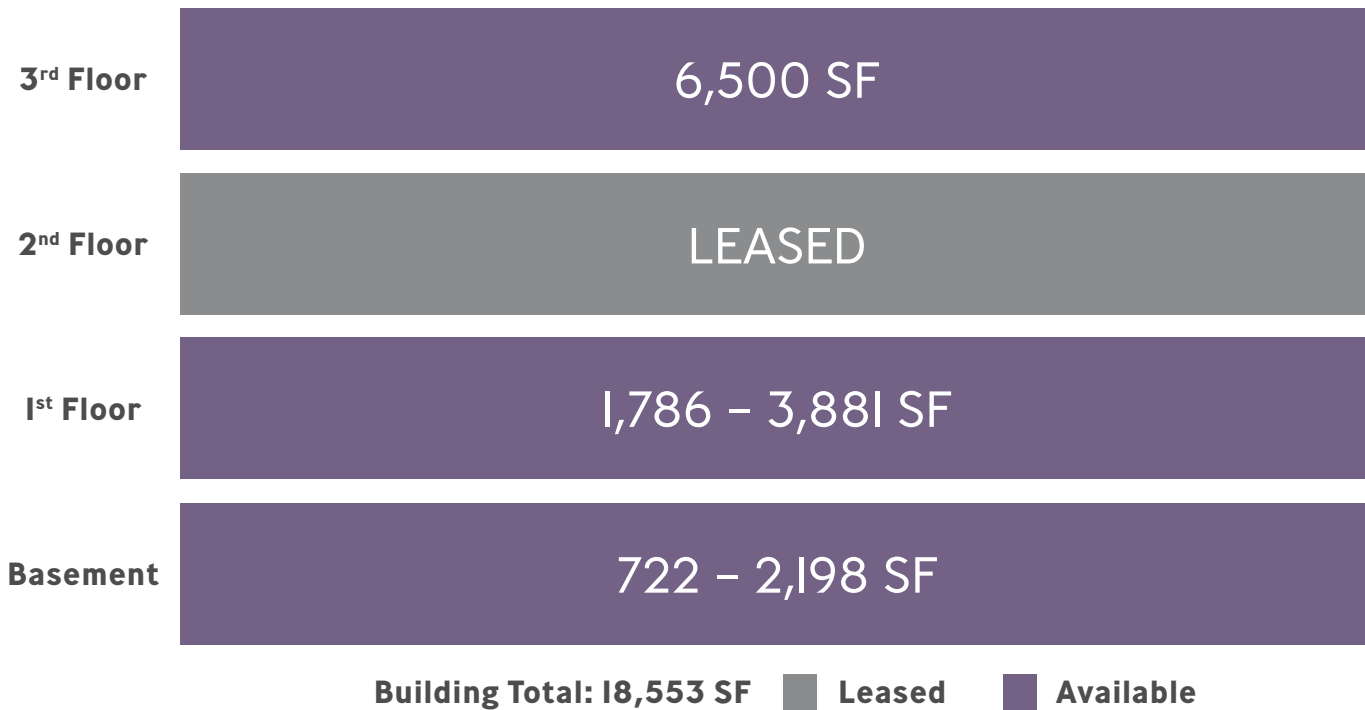 3rd Floor
6,500 SF
2nd Floor
LEASED
1st Floor
1,786 – 3,881 SF
Basement
722 – 2,198 SF
Building Total: 18,553 SF Leased Available